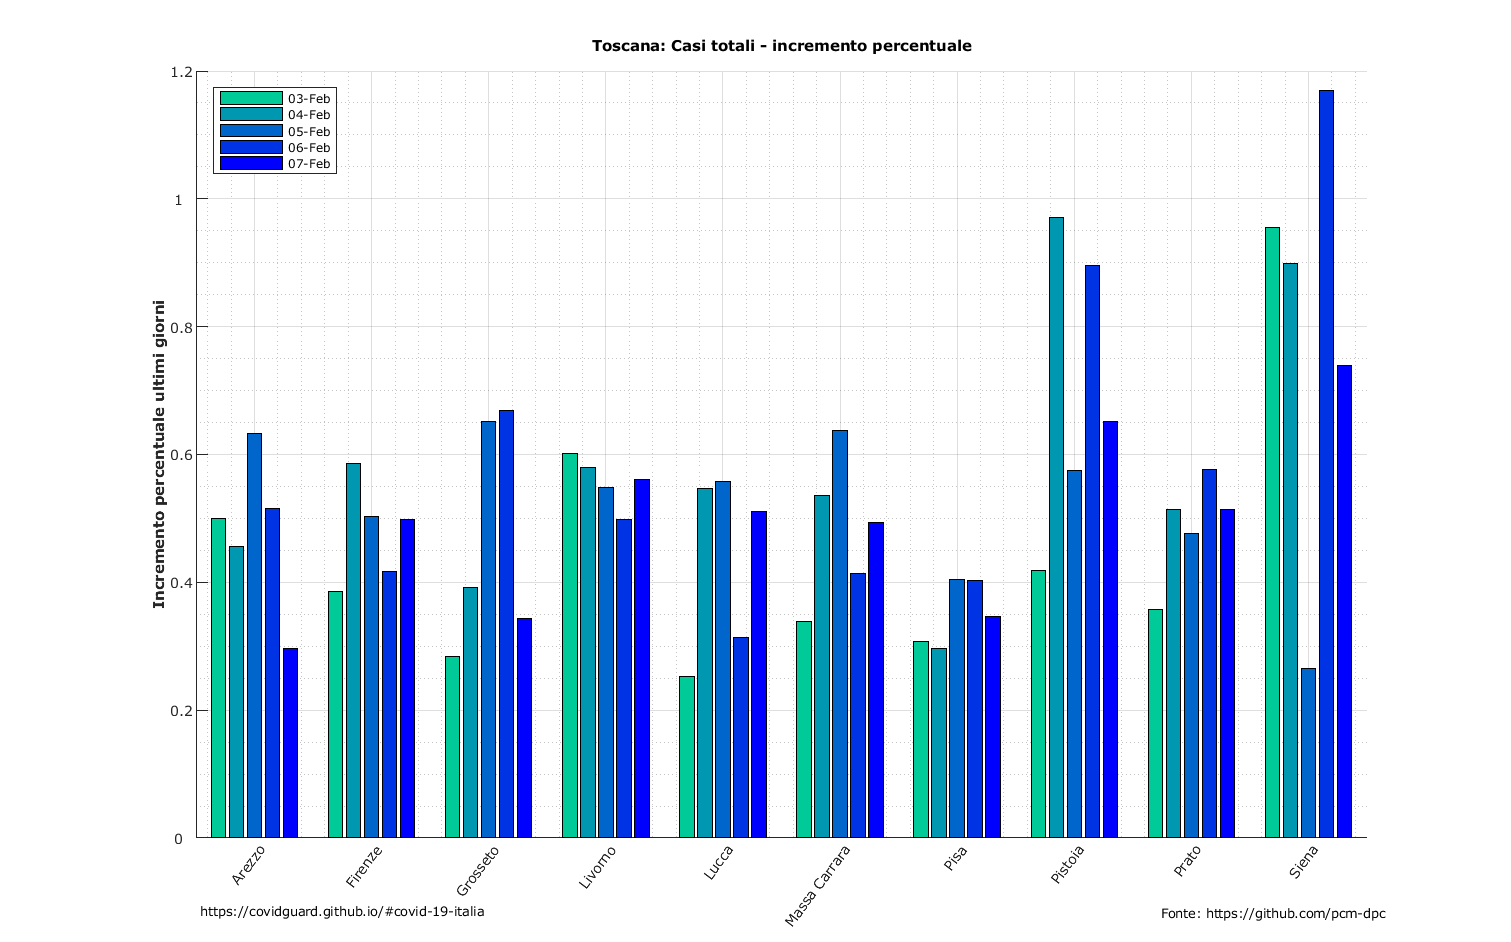 Toscana: Casi totali - incremento percentuale
Incremento percentuale ultimi giorni
1.2
1
0.8
0.6
0.4
0.2
0
03-Feb
04-Feb
05-Feb
06-Feb
07-Feb
Arezzo
Firenze
Grosseto
Livorno
Lucca
Massa Carrara
Pisa
Pistoia
Prato
Siena
https://covidguard.github.io/#covid-19-italia
Fonte: https://github.com/pcm-dpc